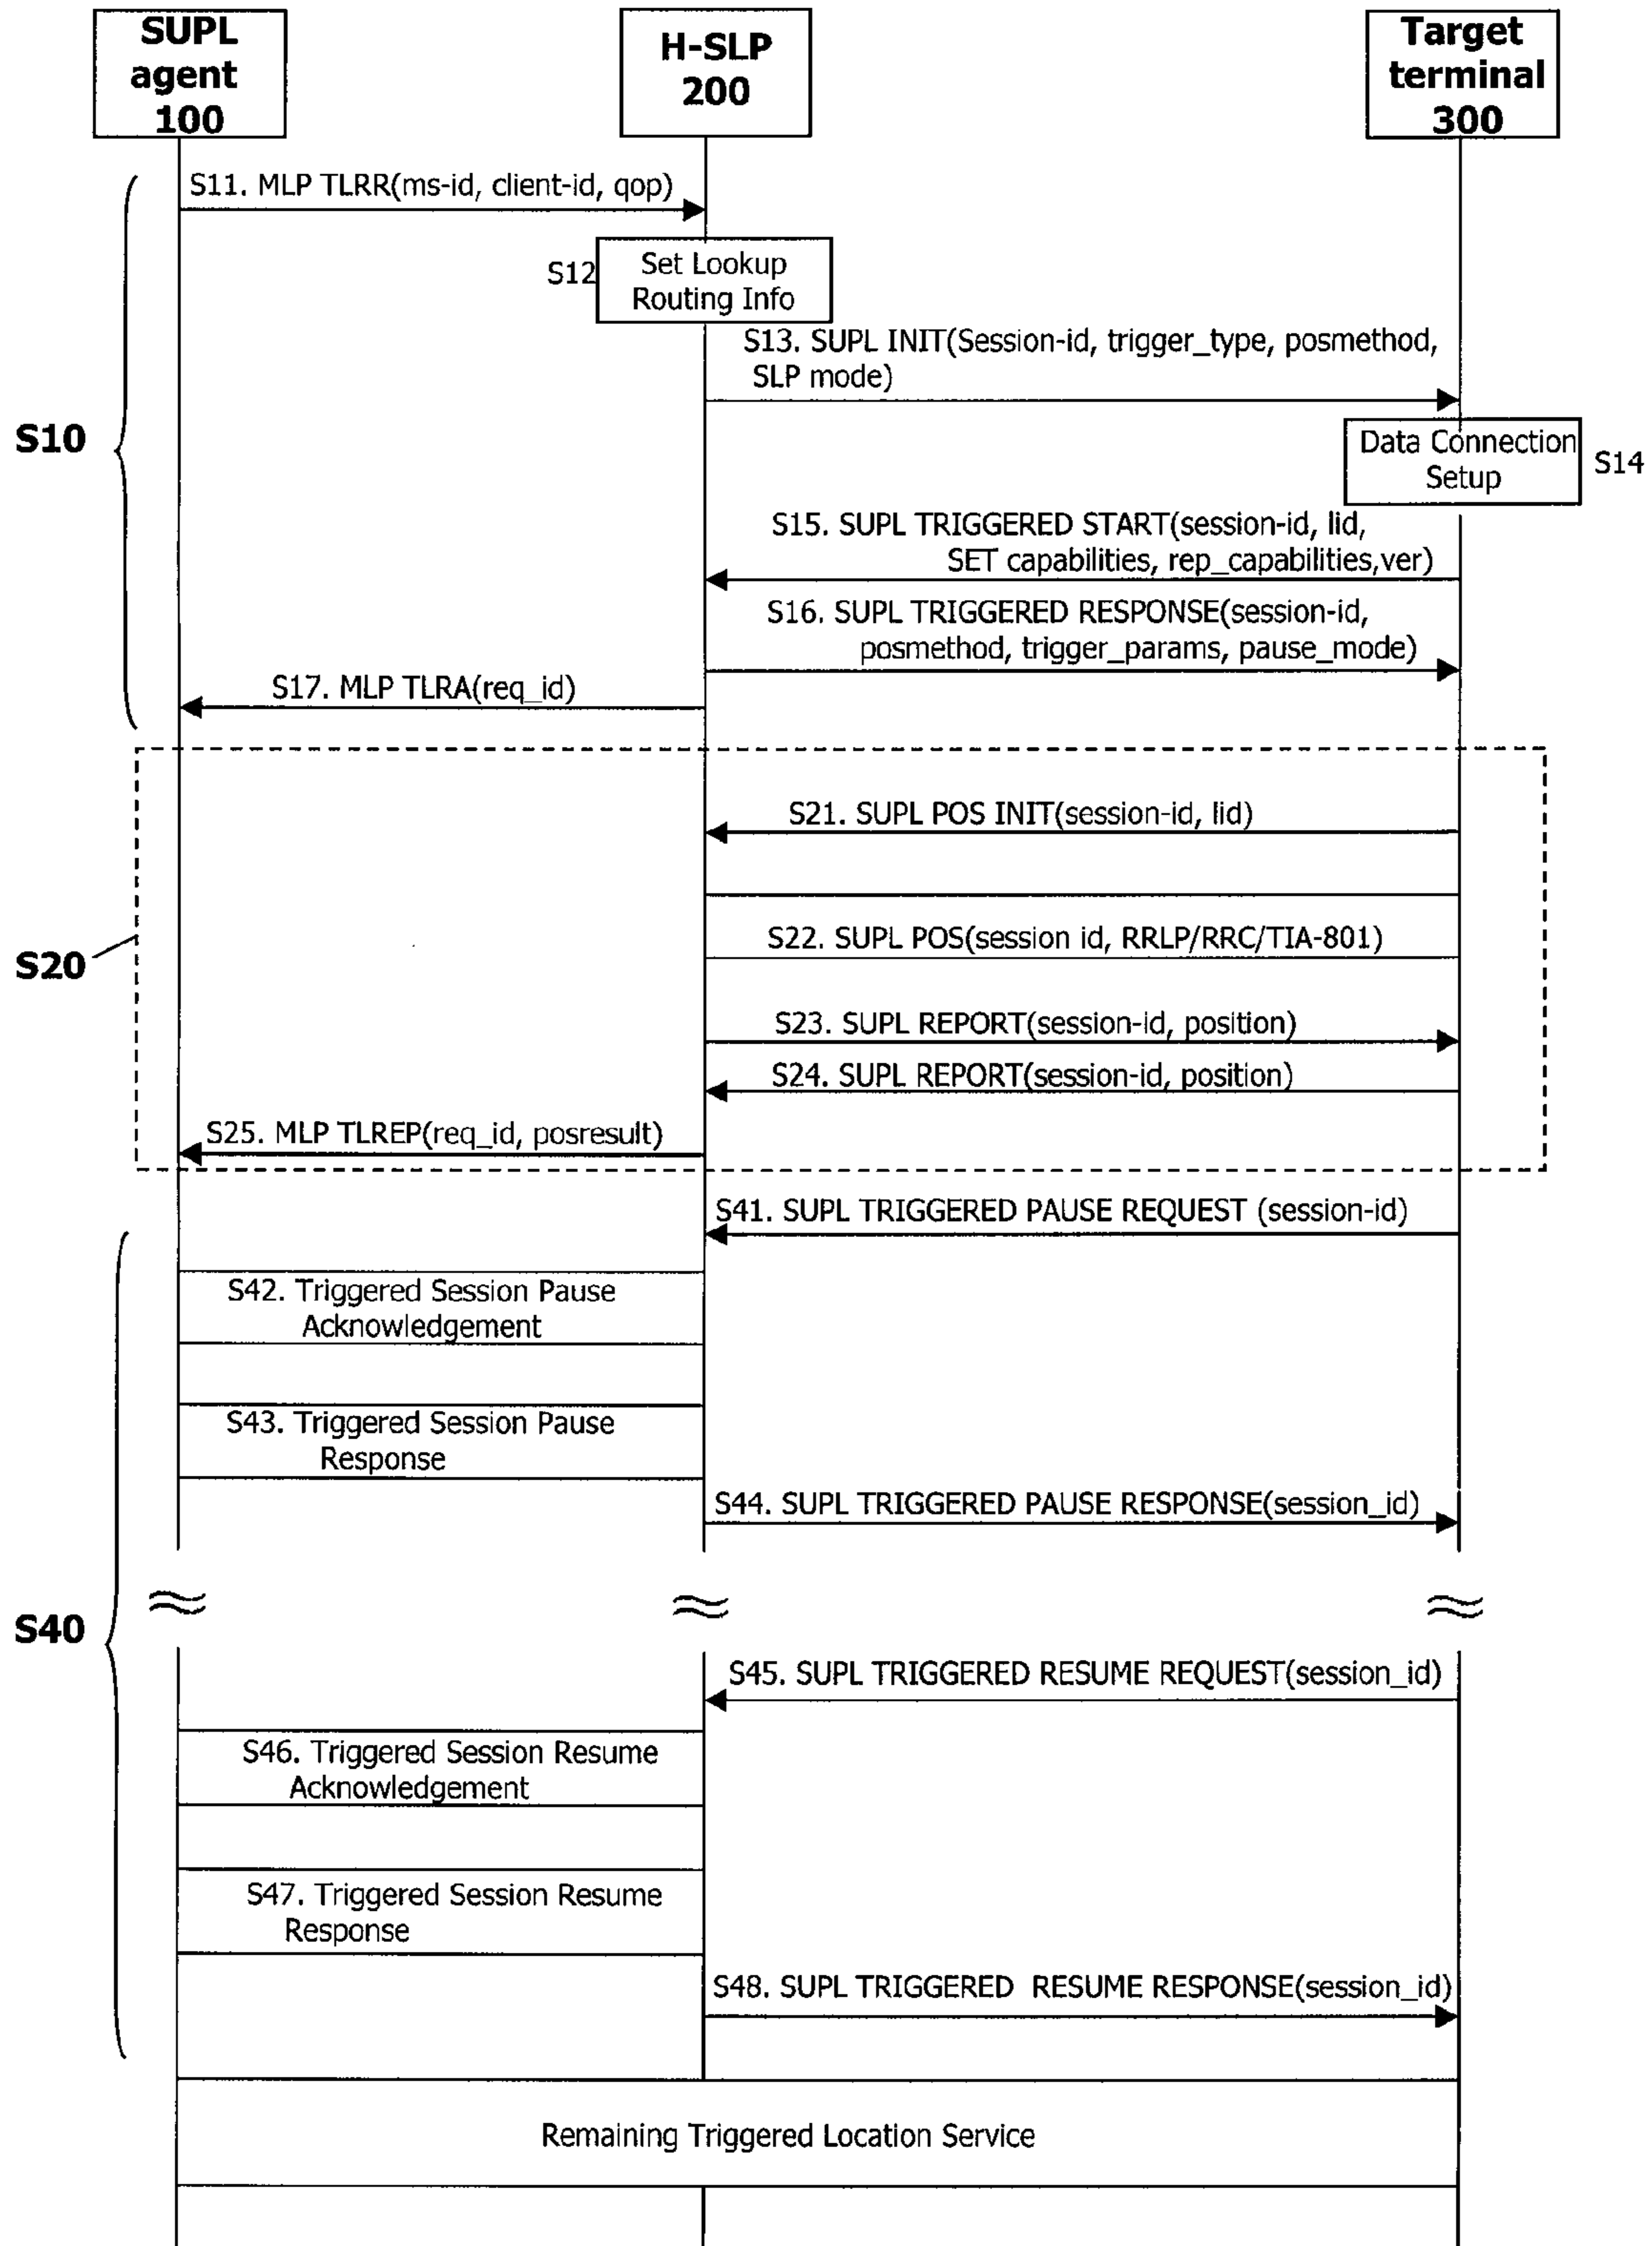 SUPL
agent
100
H-SLP
200
Target
terminal
300
S11. MLP TLRR(ms-id, client-id, qop)
S12
Set Lookup
Routing Info
S13. SUPL INIT(Session-id, trigger_type, posmethod,
SLP mode)
S10
Data Connection
Setup
S14
S15. SUPL TRIGGERED START(session-id, lid,
SET capabilities, rep_capabilities,ver)
S16. SUPL TRIGGERED RESPONSE(session-id,
posmethod, trigger_params, pause_mode)
S17. MLP TLRA(req_id)
S21. SUPL POS INIT(session-id, lid)
S20
S22. SUPL POS(session id, RRLP/RRC/TIA-801)
S23. SUPL REPORT(session-id, position)
S24. SUPL REPORT(session-id, position)
S25. MLP TLREP(req_id, posresult)
S41. SUPL TRIGGERED PAUSE REQUEST (session-id)
S42. Triggered Session Pause
Acknowledgement
S43. Triggered Session Pause
Response
S44. SUPL TRIGGERED PAUSE RESPONSE(session_id)
S40
S45. SUPL TRIGGERED RESUME REQUEST(session_id)
S46. Triggered Session Resume
Acknowledgement
S47. Triggered Session Resume
Response
S48. SUPL TRIGGERED RESUME RESPONSE(session_id)
Remaining Triggered Location Service